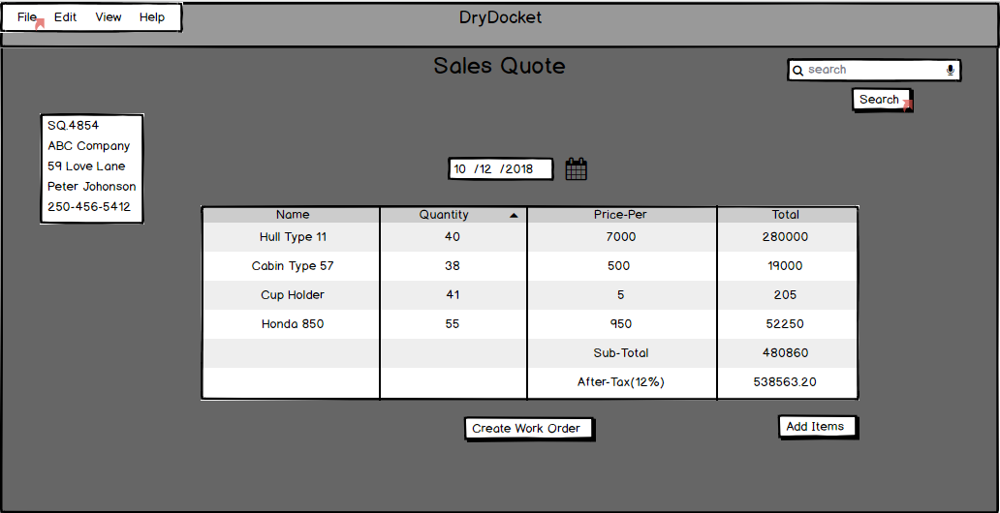 File Edit View Help
DryDocket
Sales Quote
search
Search
SQ.4854
ABC Company
59 Love Lane
Peter Johonson
250-456-5412
10 /12 /2018
Name Quantity Price-Per Total
Hull Type 11 40 7000 280000
Cabin Type 57 38 500 19000
Cup Holder 41 5 205
Honda 850 55 950 52250
Sub-Total 480860
After-Tax(12%) 538563.20
Create Work Order
Add Items